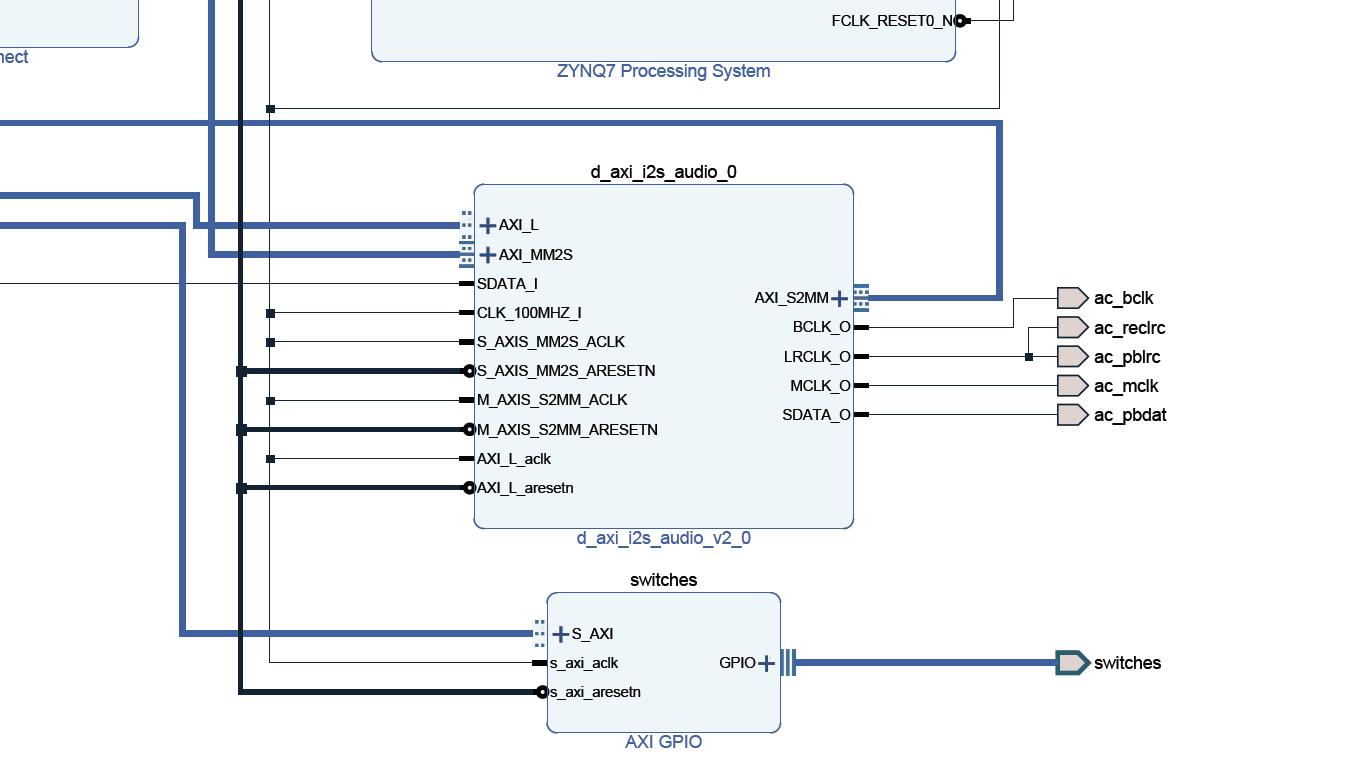 FCLK_RESET0_N
nect
ZYNQ7 Processing System
d_axi_i2s_audio_0
AXI_L
AXI_MM2S
SDATA_I
CLK_100MHZ_I
S_AXIS_MM2S_ACLK
S_AXIS_MM2S_ARESETN
M_AXIS_S2MM_ACLK
M_AXIS_S2MM_ARESETN
AXI_L_aclk
AXI_L_aresetn
AXI_S2MM
BCLK_O
LRCLK_O
MCLK_O
SDATA_O
ac_bclk
ac_reclrc
ac_pblrc
ac_mclk
ac_pbdat
d_axi_i2s_audio_v2_0
switches
S_AXI
s_axi_aclk
s_axi_aresetn
GPIO
switches
AXI GPIO